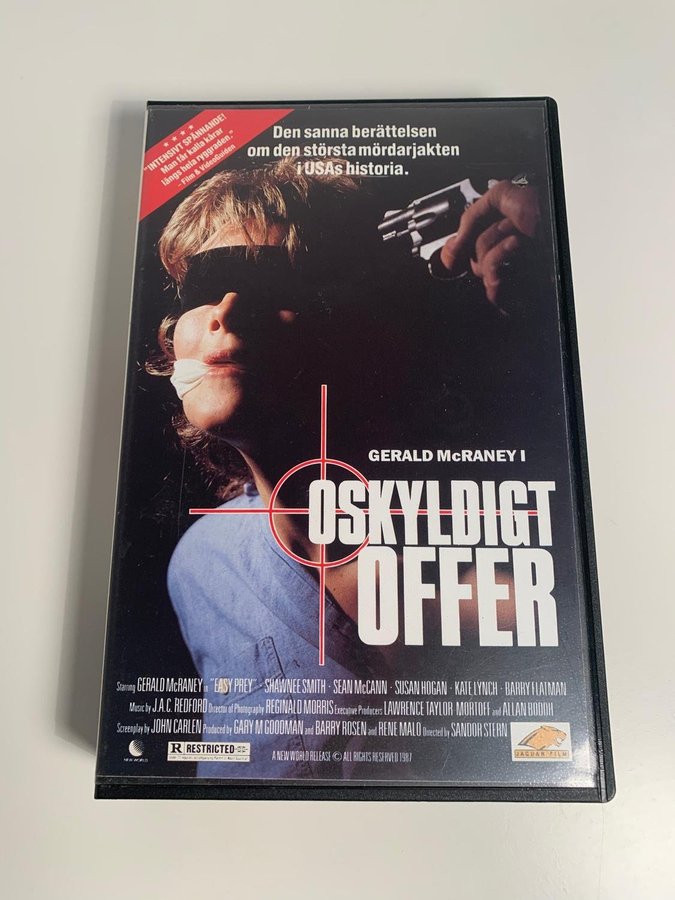 ★ ★ ★ ★
"INTENSIVT SPÄNNANDE!
Man får kalla kårar
längs hela ryggraden."
– Film & VideoGuiden
Den sanna berättelsen
om den största mördarjakten
i USAs historia.
GERALD McRANEY I
OSKYLDIGT
OFFER
Starring GERALD McRANEY in "EASY PREY" · SHAWNEE SMITH · SEAN McCANN · SUSAN HOGAN · KATE LYNCH · BARRY FLATMAN
Music by J.A.C. REDFORD Director of Photography REGINALD MORRIS Executive Producers LAWRENCE TAYLOR MORTOFF and ALLAN BODOH
Screenplay by JOHN CARLEN Produced by GARY M GOODMAN and BARRY ROSEN and RENE MALO Directed by SANDOR STERN
NEW WORLD
R RESTRICTED
A NEW WORLD RELEASE © ALL RIGHTS RESERVED 1987
JAGUAR FILM